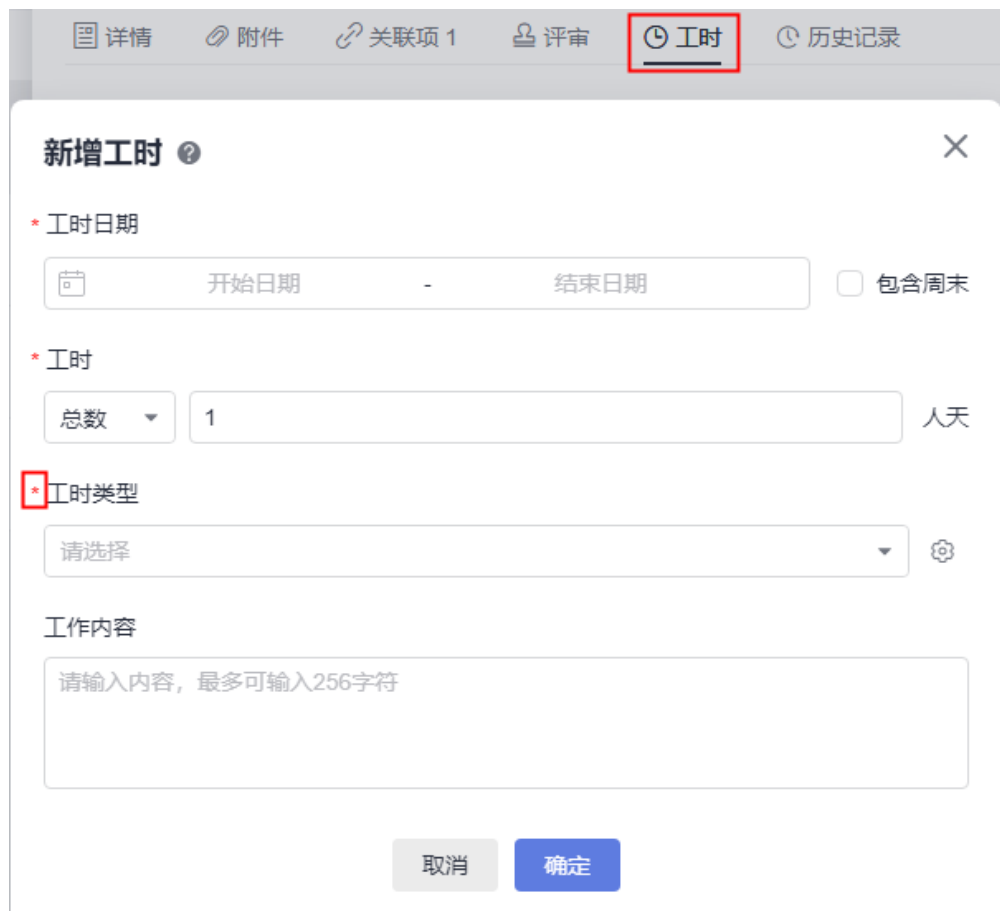 详情 附件 关联项 1 评审 工时 历史记录
新增工时 ?
* 工时日期
开始日期 - 结束日期 包含周末
* 工时
总数 1 人天
* 工时类型
请选择
工作内容
请输入内容，最多可输入256字符
取消 确定